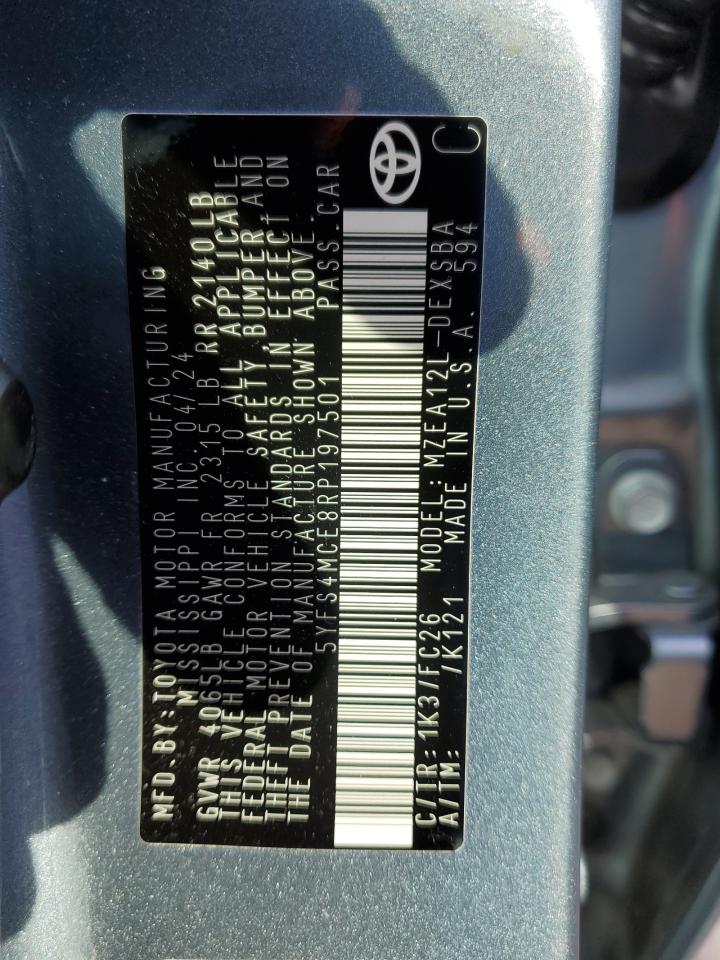 MFD.BY:TOYOTA MOTOR MANUFACTURING
MISSISSIPPI INC. 04/24
GVWR 4065LB GAWR FR 2315 LB RR 2140LB
THIS VEHICLE CONFORMS TO ALL APPLICABLE
FEDERAL MOTOR VEHICLE SAFETY, BUMPER AND
THEFT PREVENTION STANDARDS IN EFFECT ON
THE DATE OF MANUFACTURE SHOWN ABOVE.
5YFS4MCE8RP197501 PASS.CAR
C/TR:1K3/FC26 MODEL:MZEA12L-DEXSBA
A/TM: /K121 MADE IN U.S.A. 594
C